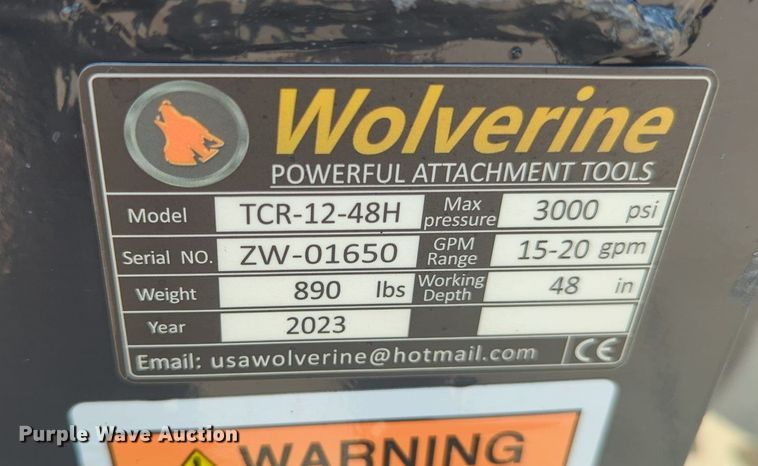 Wolverine
POWERFUL ATTACHMENT TOOLS
Model TCR-12-48H Max pressure 3000 psi
Serial NO. ZW-01650 GPM Range 15-20 gpm
Weight 890 lbs Working Depth 48 in
Year 2023
Email: usawolverine@hotmail.com CE
Purple Wave Auction
WARNING